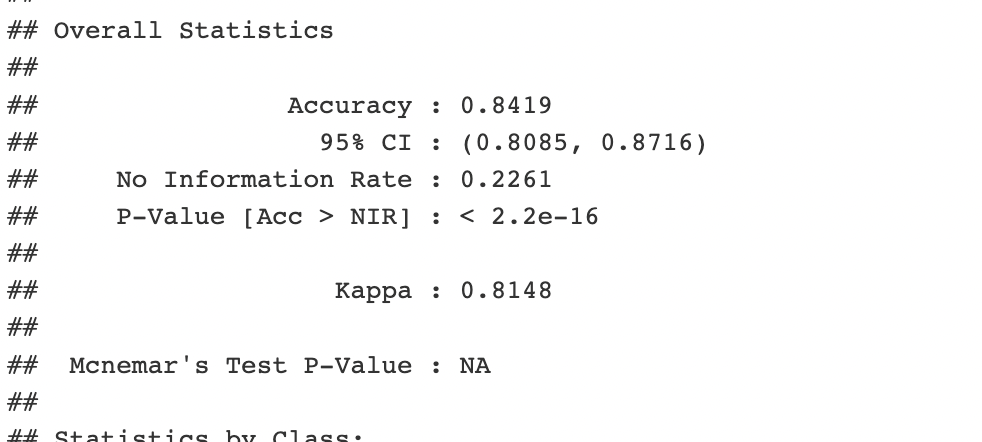 ##
## Overall Statistics
##
##                Accuracy : 0.8419
##                  95% CI : (0.8085, 0.8716)
##     No Information Rate : 0.2261
##     P-Value [Acc > NIR] : < 2.2e-16
##
##                   Kappa : 0.8148
##
##  Mcnemar's Test P-Value : NA
##
## Statistics by Class: